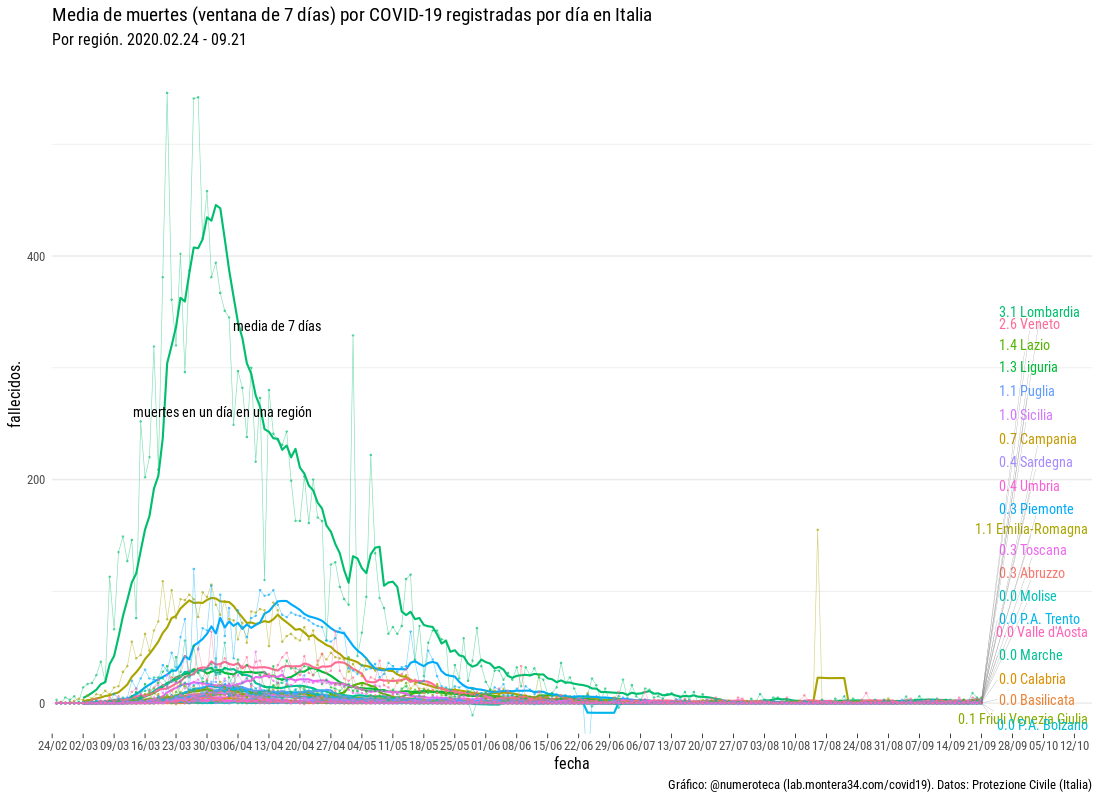 Media de muertes (ventana de 7 días) por COVID-19 registradas por día en Italia
Por región. 2020.02.24 - 09.21
fallecidos.
400
200
0
media de 7 días
muertes en un día en una región
3.1 Lombardia
2.6 Veneto
1.4 Lazio
1.3 Liguria
1.1 Puglia
1.0 Sicilia
0.7 Campania
0.4 Sardegna
0.4 Umbria
0.3 Piemonte
1.1 Emilia-Romagna
0.3 Toscana
0.3 Abruzzo
0.0 Molise
0.0 P.A. Trento
0.0 Valle d'Aosta
0.0 Marche
0.0 Calabria
0.0 Basilicata
0.1 Friuli Venezia Giulia
0.0 P.A. Bolzano
24/02 02/03 09/03 16/03 23/03 30/03 06/04 13/04 20/04 27/04 04/05 11/05 18/05 25/05 01/06 08/06 15/06 22/06 29/06 06/07 13/07 20/07 27/07 03/08 10/08 17/08 24/08 31/08 07/09 14/09 21/09 28/09 05/10 12/10
fecha
Gráfico: @numeroteca (lab.montera34.com/covid19). Datos: Protezione Civile (Italia)